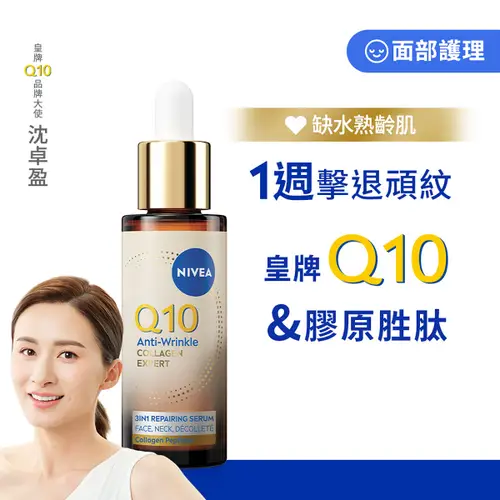 皇牌
Q10
品牌大使
沈卓盈
面部護理
缺水熟齡肌
1週擊退頑紋
皇牌Q10
&膠原胜肽
NIVEA
Q10
Anti-Wrinkle
COLLAGEN
EXPERT
3IN1 REPAIRING SERUM
FACE, NECK, DÉCOLLETÉ